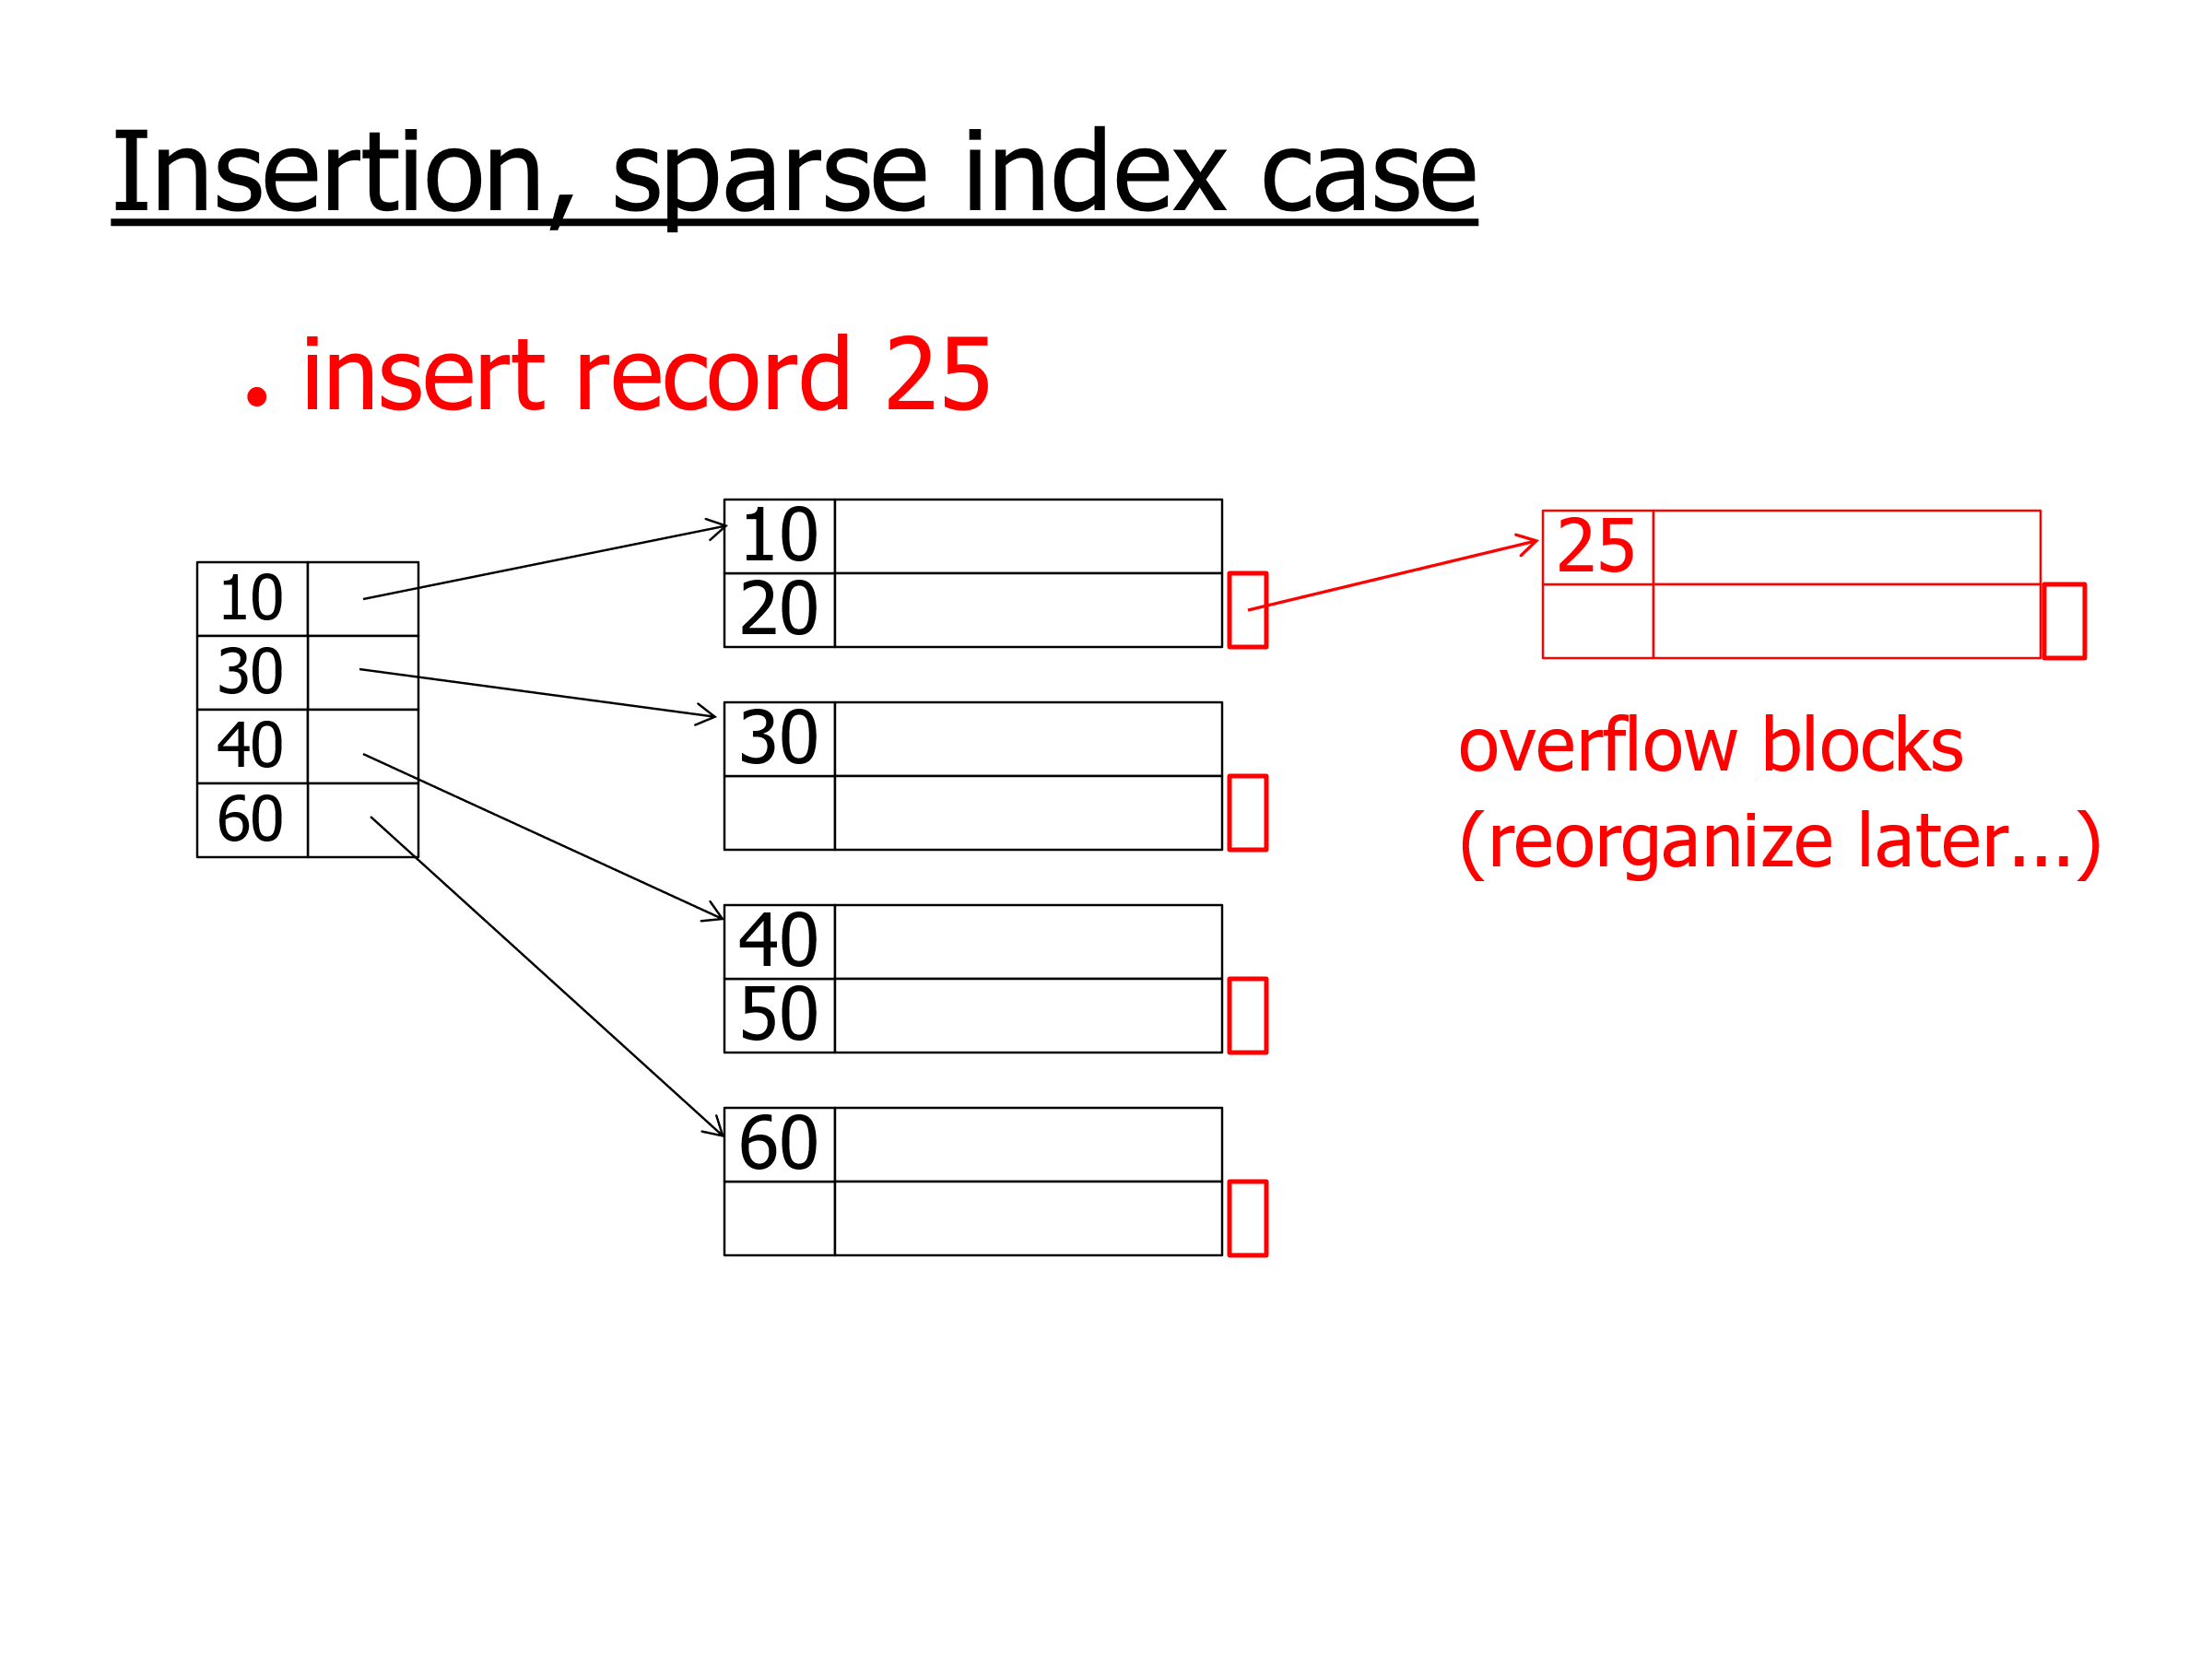 Insertion, sparse index case
• insert record 25
10
30
40
60
10
20
30
40
50
60
25
overflow blocks
(reorganize later...)